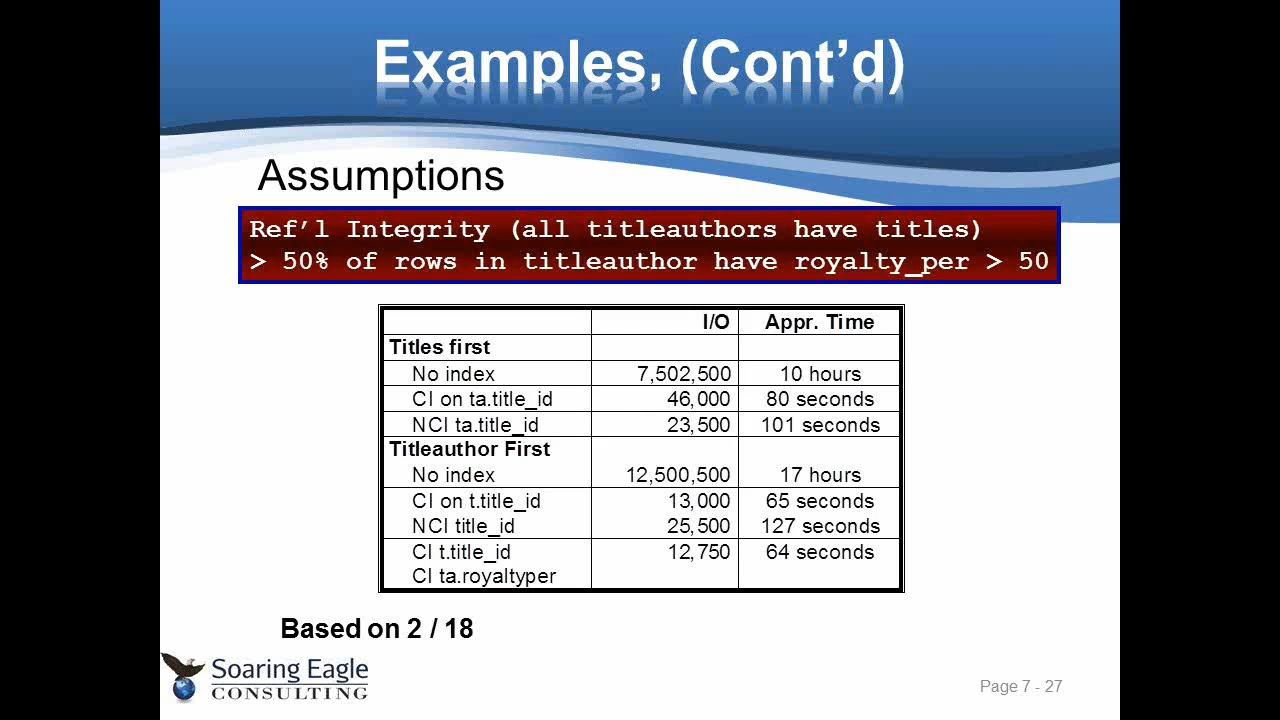 Examples, (Cont’d)
Assumptions
Ref’l Integrity (all titleauthors have titles)
> 50% of rows in titleauthor have royalty_per > 50
I/O Appr. Time
Titles first
No index 7,502,500 10 hours
CI on ta.title_id 46,000 80 seconds
NCI ta.title_id 23,500 101 seconds
Titleauthor First
No index 12,500,500 17 hours
CI on t.title_id 13,000 65 seconds
NCI title_id 25,500 127 seconds
CI t.title_id 12,750 64 seconds
CI ta.royaltyper
Based on 2 / 18
Soaring Eagle
CONSULTING
Page 7 - 27